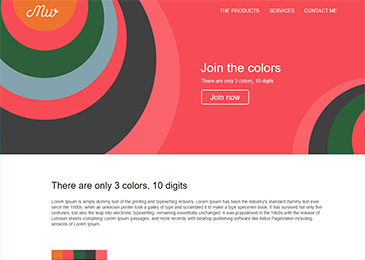 Mw
THE PRODUCTS SERVICES CONTACT ME
Join the colors
There are only 3 colors, 10 digits
Join now
There are only 3 colors, 10 digits
Lorem Ipsum is simply dummy text of the printing and typesetting industry. Lorem Ipsum has been the industry's standard dummy text ever
since the 1500s, when an unknown printer took a galley of type and scrambled it to make a type specimen book. It has survived not only five
centuries, but also the leap into electronic typesetting, remaining essentially unchanged. It was popularised in the 1960s with the release of
Letraset sheets containing Lorem Ipsum passages, and more recently with desktop publishing software like Aldus PageMaker including
versions of Lorem Ipsum.